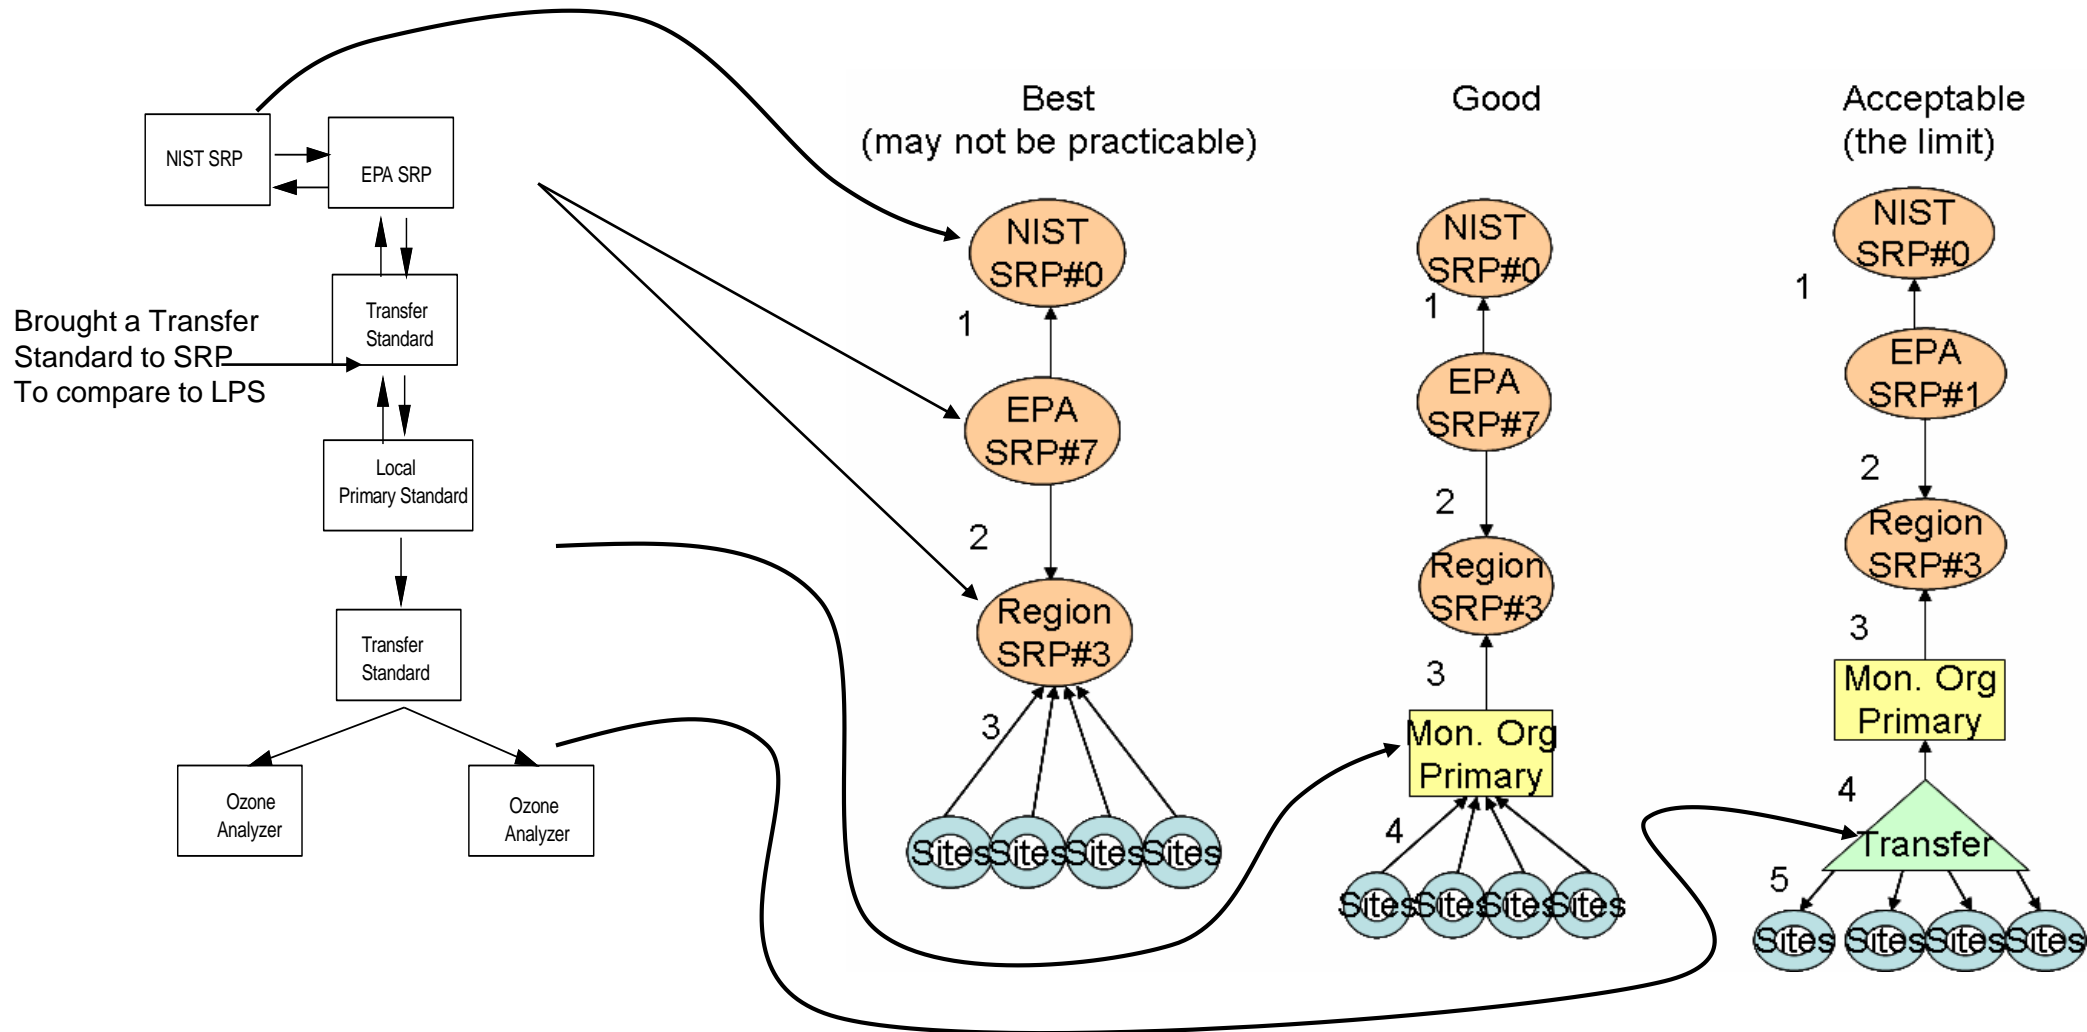 NIST SRP
EPA SRP
Transfer
Standard
Brought a Transfer
Standard to SRP
To compare to LPS
Local
Primary Standard
Transfer
Standard
Ozone
Analyzer
Ozone
Analyzer
Best
(may not be practicable)
NIST
SRP#0
1
EPA
SRP#7
2
Region
SRP#3
3
Sites Sites Sites Sites
Good
NIST
SRP#0
1
EPA
SRP#7
2
Region
SRP#3
3
Mon. Org
Primary
4
Sites Sites Sites Sites
Acceptable
(the limit)
NIST
SRP#0
1
EPA
SRP#1
2
Region
SRP#3
3
Mon. Org
Primary
4
Transfer
5
Sites Sites Sites Sites